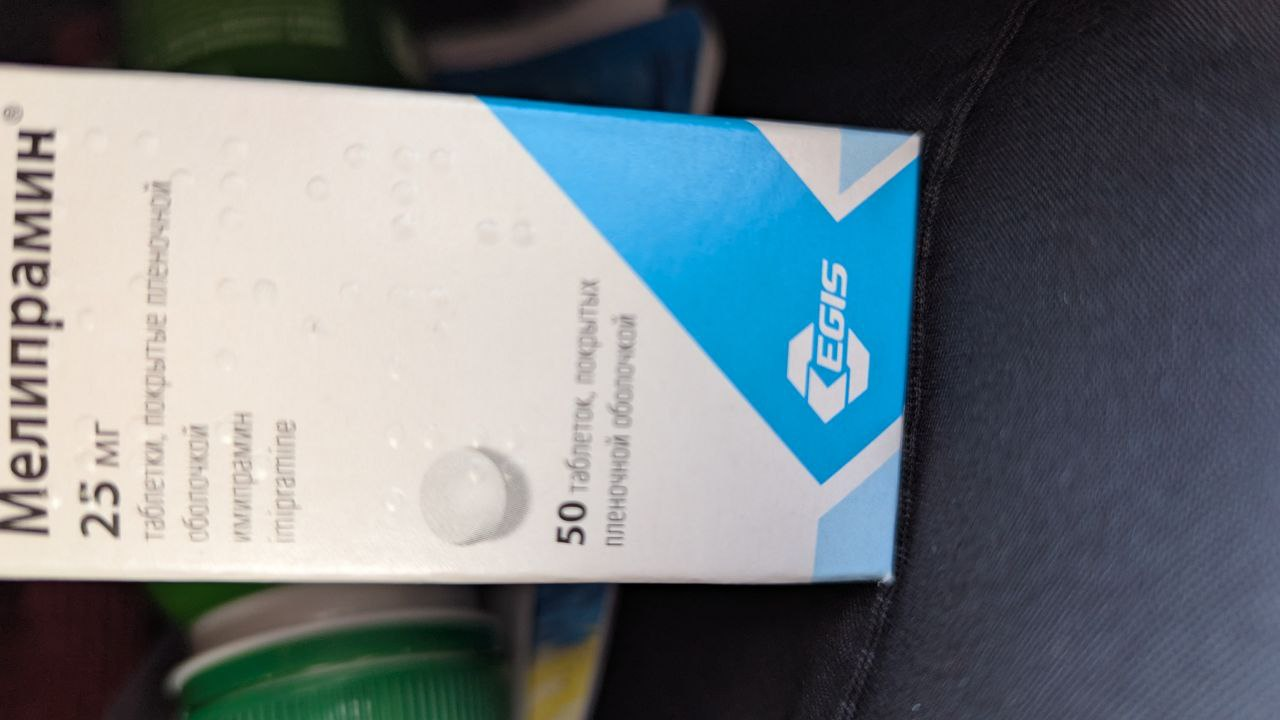 Мелипрамин®
25 мг
таблетки, покрытые пленочной
оболочкой
имипрамин
imipramine
50 таблеток, покрытых
пленочной оболочкой
EGIS